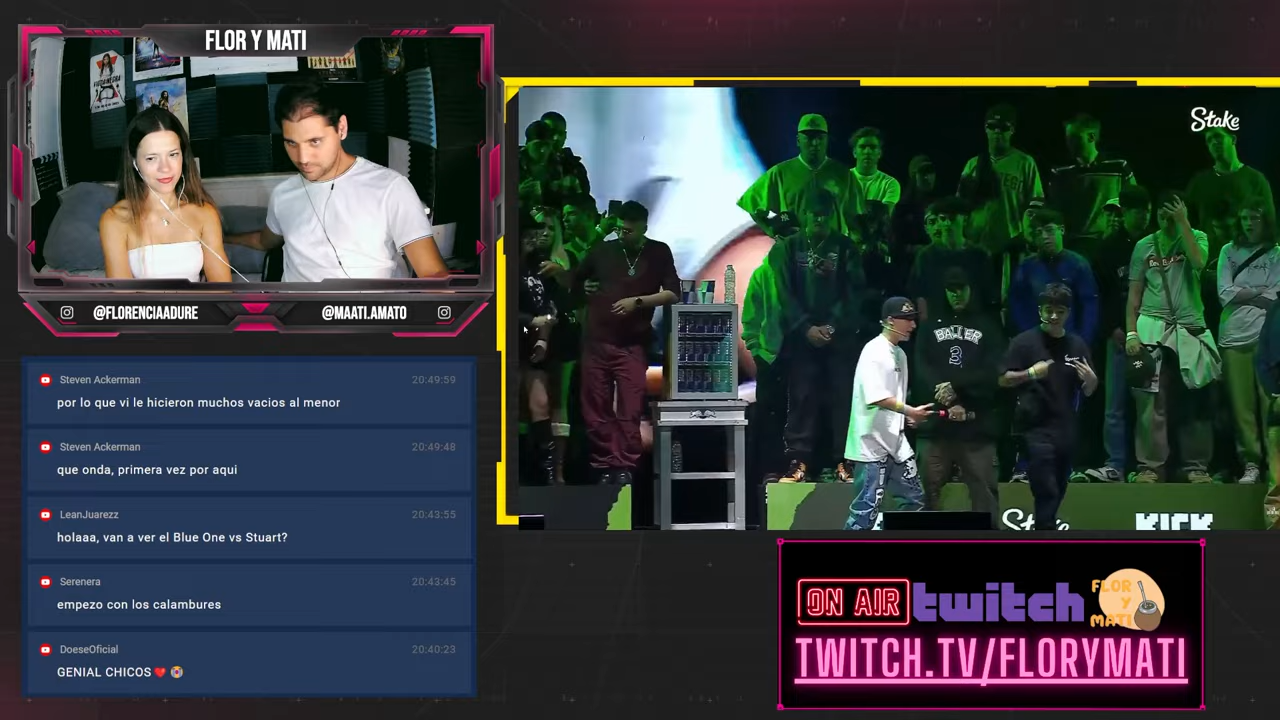 FLOR Y MATI
@FLORENCIAADURE
@MAATI.AMATO
Steven Ackerman 20:49:59
por lo que vi le hicieron muchos vacios al menor
Steven Ackerman 20:49:48
que onda, primera vez por aqui
LeanJuarezz 20:43:55
holaaa, van a ver el Blue One vs Stuart?
Serenera 20:43:45
empezo con los calambures
DoeseOficial 20:40:23
GENIAL CHICOS
Stake
BALLER
3
Stake
KICK
ON AIR
twitch
FLOR
Y
MATI
TWITCH.TV/FLORYMATI